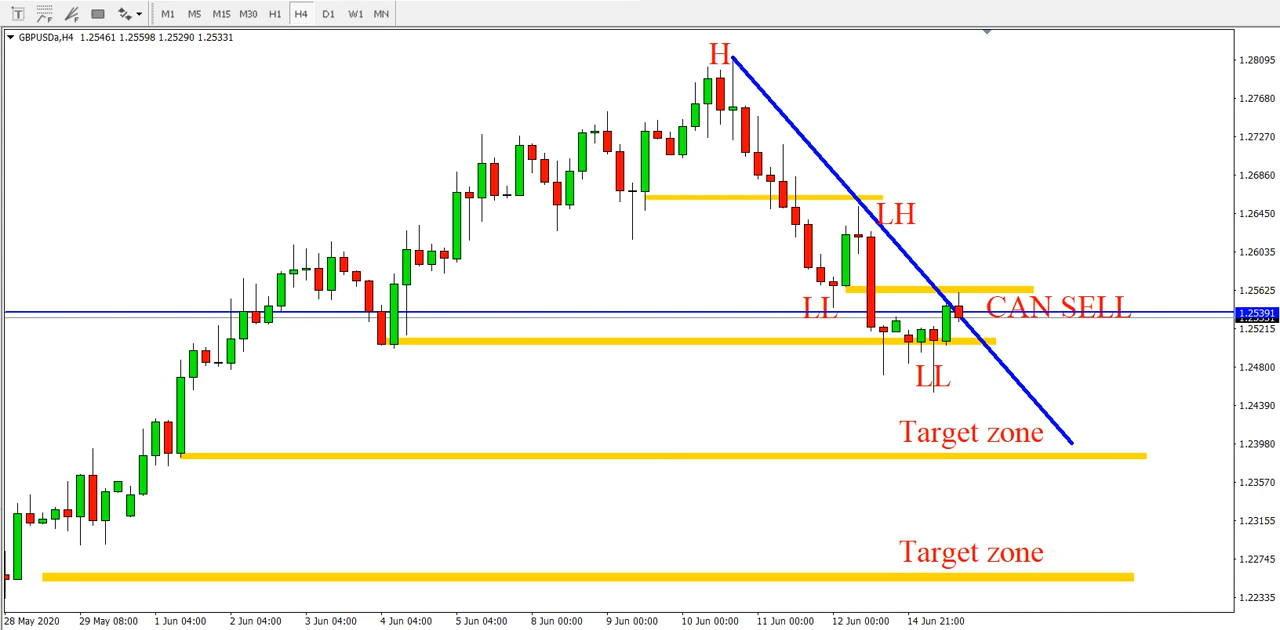 T F F M1 M5 M15 M30 H1 H4 D1 W1 MN
GBPUSDa,H4 1.25461 1.25598 1.25290 1.25331
H
1.28095
1.27680
1.27270
1.26860
LH
1.26450
1.26035
1.25625
LL
CAN SELL
1.25391
1.25215
LL
1.24800
1.24390
Target zone
1.23980
1.23570
1.23155
Target zone
1.22745
1.22335
28 May 2020 29 May 08:00 1 Jun 04:00 2 Jun 04:00 3 Jun 04:00 4 Jun 04:00 5 Jun 04:00 8 Jun 00:00 9 Jun 00:00 10 Jun 00:00 11 Jun 00:00 12 Jun 00:00 14 Jun 21:00